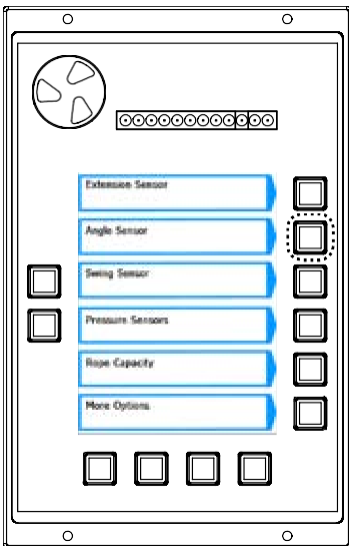 Extension Sensor
Angle Sensor
Swing Sensor
Pressure Sensors
Rope Capacity
More Options